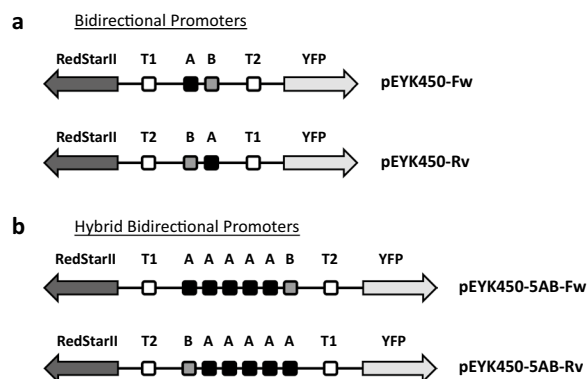 a Bidirectional Promoters
RedStarII T1 A B T2 YFP
pEYK450-Fw
RedStarII T2 B A T1 YFP
pEYK450-Rv
b Hybrid Bidirectional Promoters
RedStarII T1 A A A A A B T2 YFP
pEYK450-5AB-Fw
RedStarII T2 B A A A A A T1 YFP
pEYK450-5AB-Rv